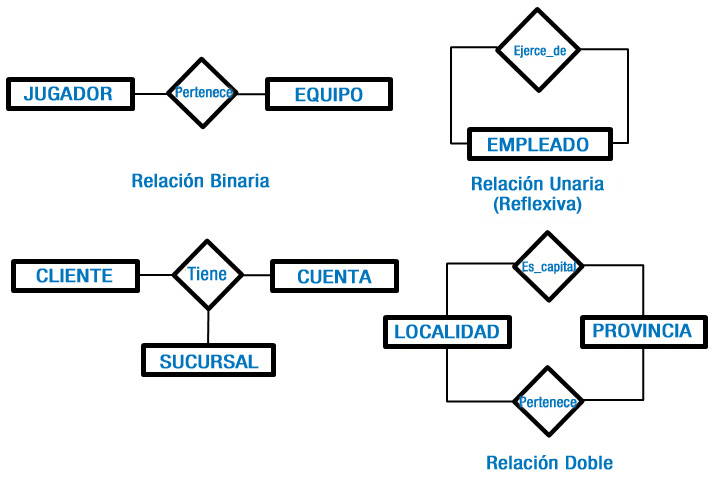 JUGADOR
Pertenece
EQUIPO
Relación Binaria
Ejerce_de
EMPLEADO
Relación Unaria
(Reflexiva)
CLIENTE
Tiene
CUENTA
SUCURSAL
Es_capital
LOCALIDAD
PROVINCIA
Pertenece
Relación Doble